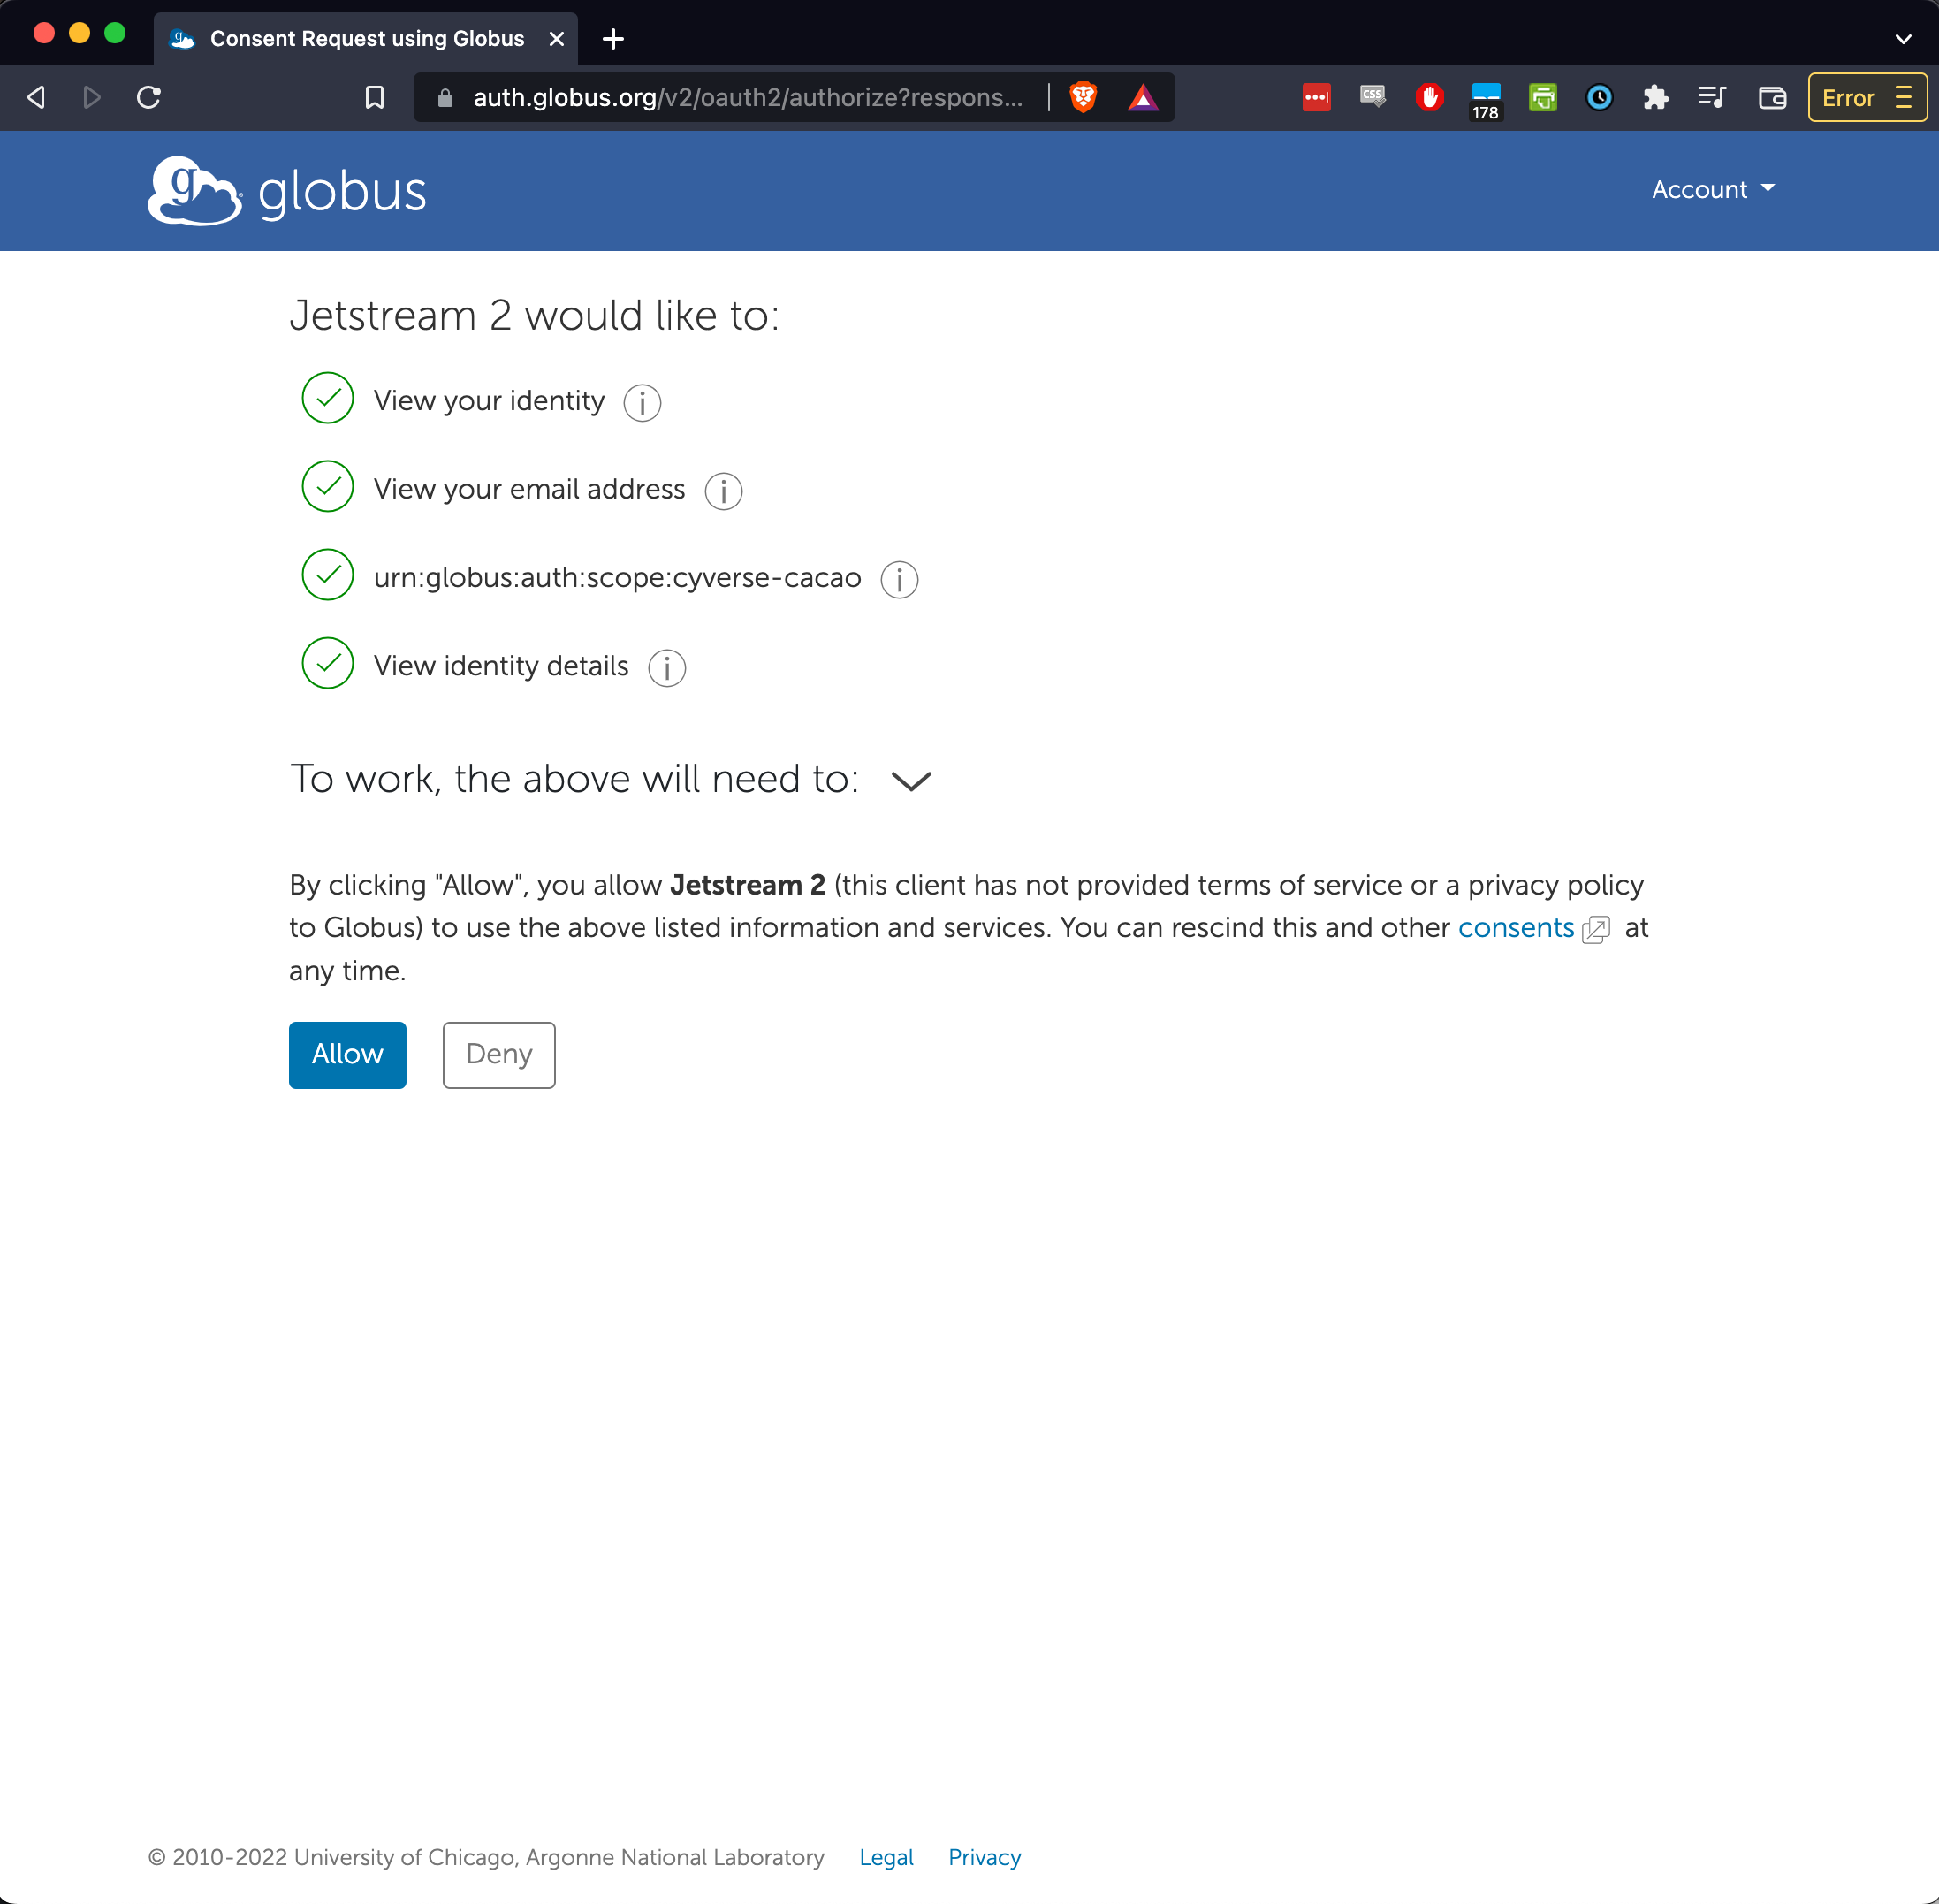 Consent Request using Globus
auth.globus.org/v2/oauth2/authorize?respons...
CSS
178
Error
g globus
Account
Jetstream 2 would like to:
View your identity
View your email address
urn:globus:auth:scope:cyverse-cacao
View identity details
To work, the above will need to:
By clicking "Allow", you allow Jetstream 2 (this client has not provided terms of service or a privacy policy
to Globus) to use the above listed information and services. You can rescind this and other consents at
any time.
Allow Deny
© 2010-2022 University of Chicago, Argonne National Laboratory Legal Privacy